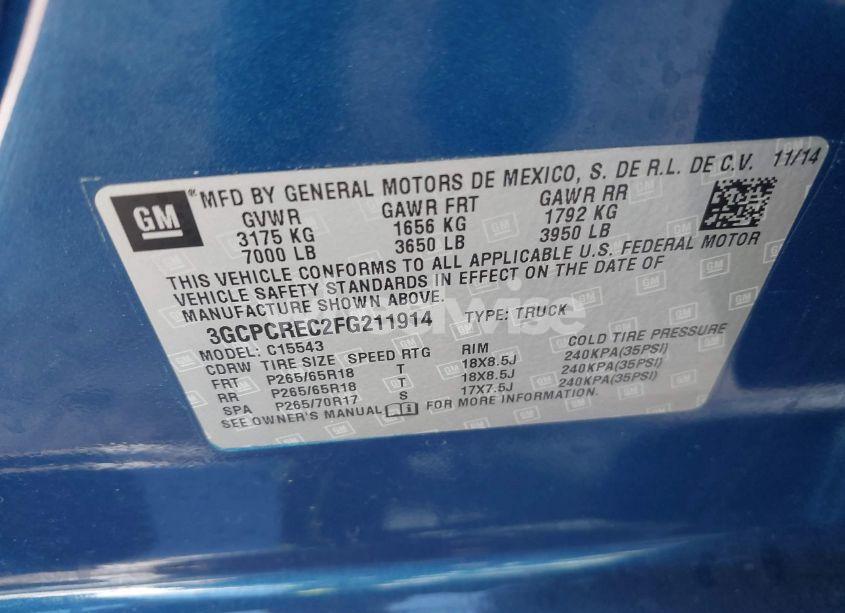 GM
MFD BY GENERAL MOTORS DE MEXICO, S. DE R.L. DE C.V. 11/14
GVWR GAWR FRT GAWR RR
3175 KG 1656 KG 1792 KG
7000 LB 3650 LB 3950 LB
THIS VEHICLE CONFORMS TO ALL APPLICABLE U.S. FEDERAL MOTOR
VEHICLE SAFETY STANDARDS IN EFFECT ON THE DATE OF
MANUFACTURE SHOWN ABOVE.
3GCPCREC2FG211914 TYPE: TRUCK
MODEL: C15543
CDRW TIRE SIZE SPEED RTG RIM COLD TIRE PRESSURE
FRT P265/65R18 T 18X8.5J 240KPA(35PSI)
RR P265/65R18 T 18X8.5J 240KPA(35PSI)
SPA P265/70R17 S 17X7.5J 240KPA(35PSI)
SEE OWNER'S MANUAL FOR MORE INFORMATION.